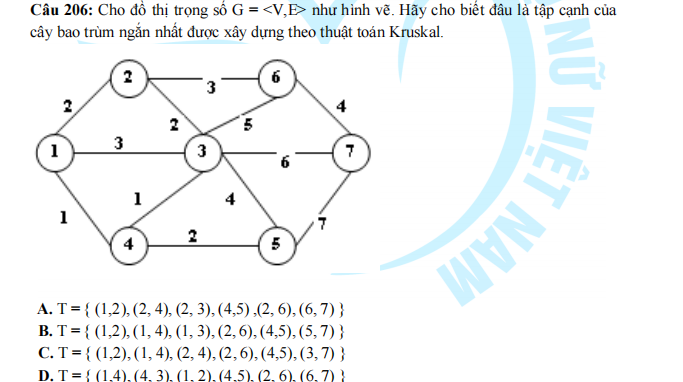 Câu 206: Cho đồ thị trọng số G = <V,E> như hình vẽ. Hãy cho biết đâu là tập cạnh của
cây bao trùm ngắn nhất được xây dựng theo thuật toán Kruskal.
2 3 6
2 2 5 4
1 3 3 6 7
1 1 4 7
4 2 5
NỮ VIỆT NAM
A. T = { (1,2), (2, 4), (2, 3), (4,5) ,(2, 6), (6, 7) }
B. T = { (1,2), (1, 4), (1, 3), (2, 6), (4,5), (5, 7) }
C. T = { (1,2), (1, 4), (2, 4), (2, 6), (4,5), (3, 7) }
D. T = { (1,4), (4, 3), (1, 2), (4,5), (2, 6), (6, 7) }